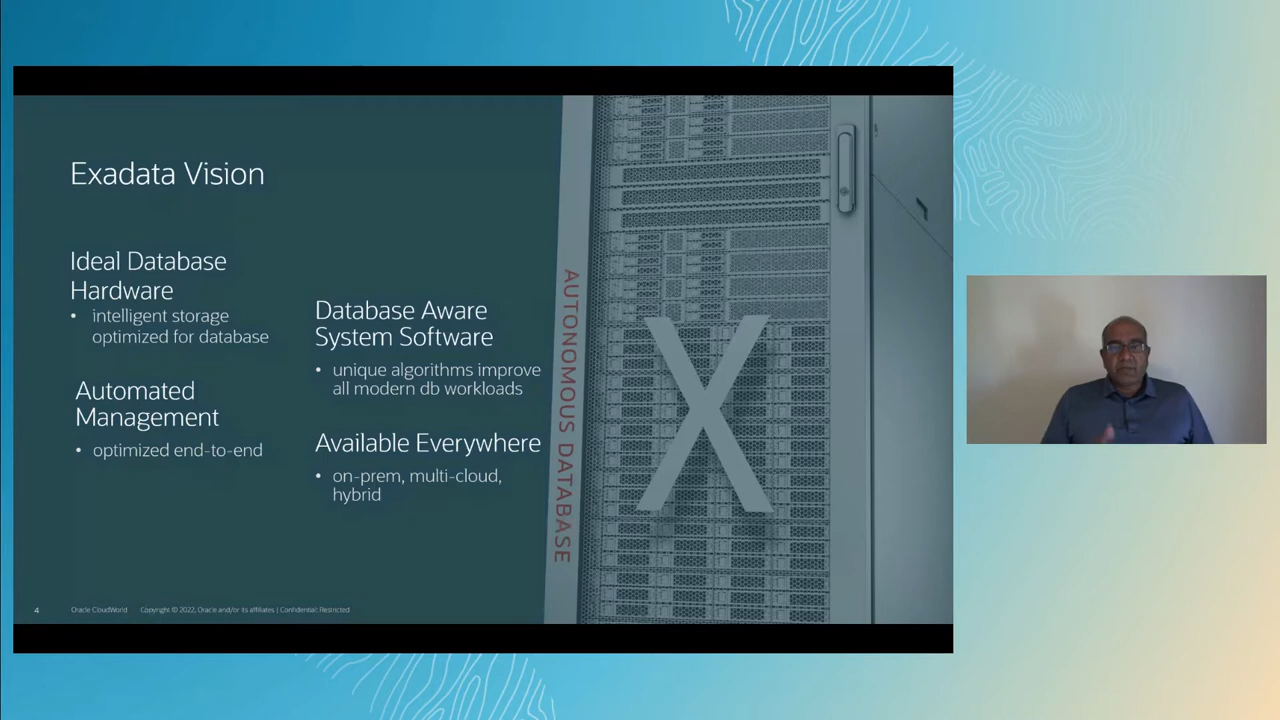 Exadata Vision
Ideal Database
Hardware
• intelligent storage
optimized for database
Automated
Management
• optimized end-to-end
Database Aware
System Software
• unique algorithms improve
all modern db workloads
Available Everywhere
• on-prem, multi-cloud,
hybrid
AUTONOMOUS DATABASE
X
4 Oracle CloudWorld Copyright © 2022, Oracle and/or its affiliates | Confidential: Restricted